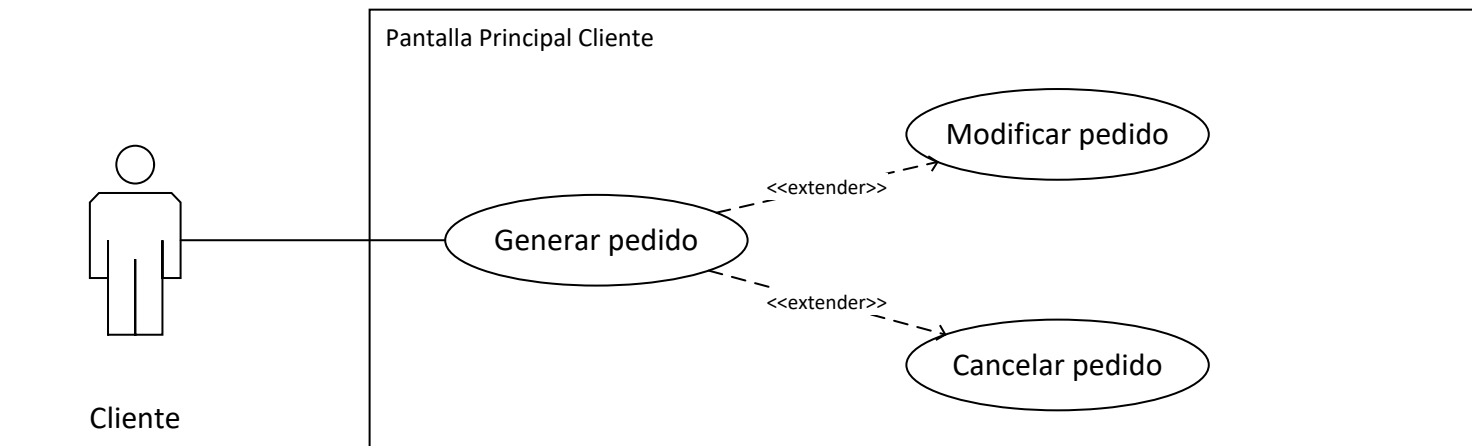 Pantalla Principal Cliente
Modificar pedido
<<extender>>
Generar pedido
<<extender>>
Cancelar pedido
Cliente